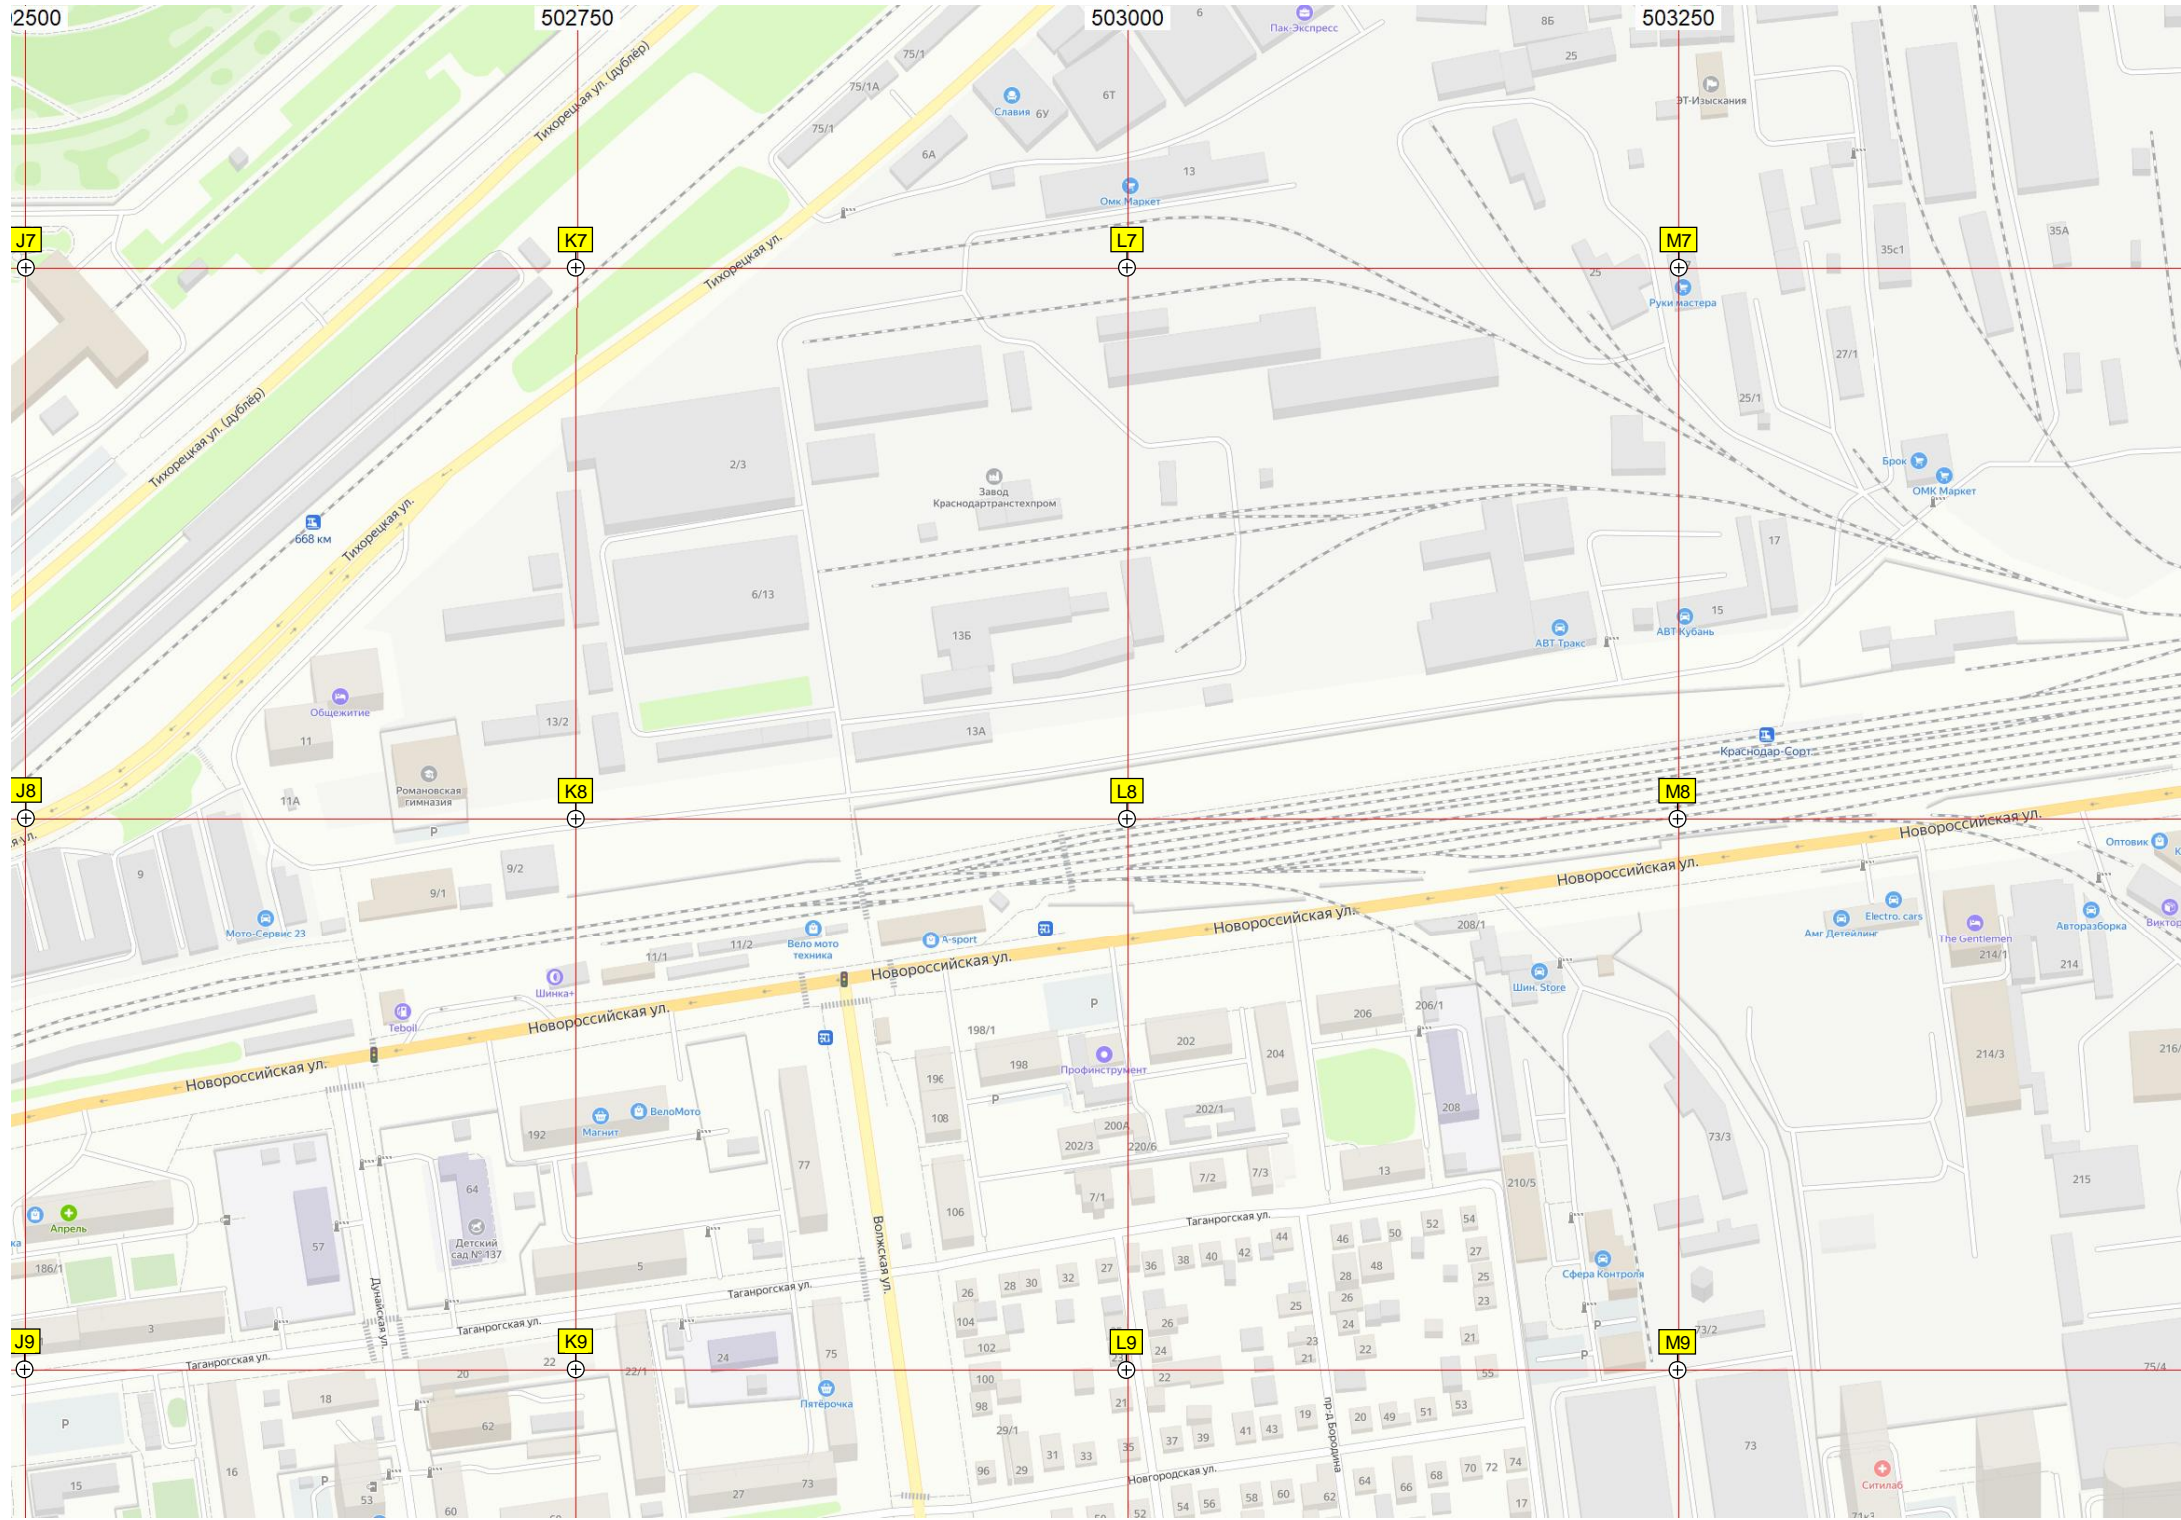 2500 502750 503000 503250
Пак-Экспресс
6
8Б
25
75/1
75/1А
75/1
Тихорецкая ул. (дублёр)
Славия
6У
6Т
6А
13
Омк Маркет
ЭТ-Изыскания
J7 K7 L7 M7
Тихорецкая ул.
25
Руки мастера
35с1
35А
27/1
25/1
Тихорецкая ул. (дублёр)
2/3
Завод
Краснодартранстехпром
Брок
ОМК Маркет
668 км
Тихорецкая ул.
17
6/13
13Б
АВТ Тракс
15
АВТ Кубань
Общежитие
11
13/2
13А
Краснодар-Сорт.
Романовская
гимназия
11А
Р
J8 K8 L8 M8
Новороссийская ул.
Оптовик
9
9/2
9/1
Новороссийская ул.
Мото-Сервис 23
11/2
11/1
Вело мото
техника
A-sport
Новороссийская ул.
208/1
Амг Детейлинг
Electro. cars
The Gentlemen
214/1
Авторазборка
214
Виктор
Шинка+
Новороссийская ул.
Шин. Store
Teboil
Новороссийская ул.
Р
198/1
198
Профинструмент
202
204
206
206/1
208
214/3
216/
Новороссийская ул.
196
108
Р
200А
202/1
202/3
220/6
73/3
192
Магнит
ВелоМото
77
64
Детский
сад № 137
57
Апрель
186/1
3
5
106
7/1
7/2
7/3
13
210/5
215
Таганрогская ул.
Волжская ул.
Дунайская ул.
Таганрогская ул.
Таганрогская ул.
Таганрогская ул.
46
50
52
54
44
42
40
38
36
27
32
30
28
26
48
28
26
24
22
27
25
23
21
Сфера Контроля
104
102
26
24
25
23
21
Р
Р
73/2
75/4
J9 K9 L9 M9
22
20
18
22/1
24
75
Пятёрочка
62
Р
100
98
22
21
55
53
51
49
20
19
43
41
39
37
35
33
31
29/1
29
96
пр-д Бородина
Новгородская ул.
73
Ситилаб
15
16
Р
53
60
27
73
52
54
56
58
60
62
64
66
68
70
72
74
17